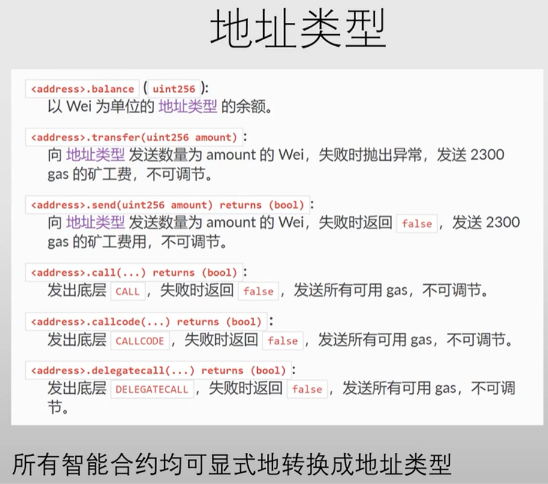 地址类型
<address>.balance (uint256):
以 Wei 为单位的 地址类型 的余额。
<address>.transfer(uint256 amount):
向 地址类型 发送数量为 amount 的 Wei，失败时抛出异常，发送 2300
gas 的矿工费，不可调节。
<address>.send(uint256 amount) returns (bool):
向 地址类型 发送数量为 amount 的 Wei，失败时返回 false，发送 2300
gas 的矿工费用，不可调节。
<address>.call(...) returns (bool):
发出底层 CALL，失败时返回 false，发送所有可用 gas，不可调节。
<address>.callcode(...) returns (bool):
发出底层 CALLCODE，失败时返回 false，发送所有可用 gas，不可调节。
<address>.delegatecall(...) returns (bool):
发出底层 DELEGATECALL，失败时返回 false，发送所有可用 gas，不可调
节。
所有智能合约均可显式地转换成地址类型